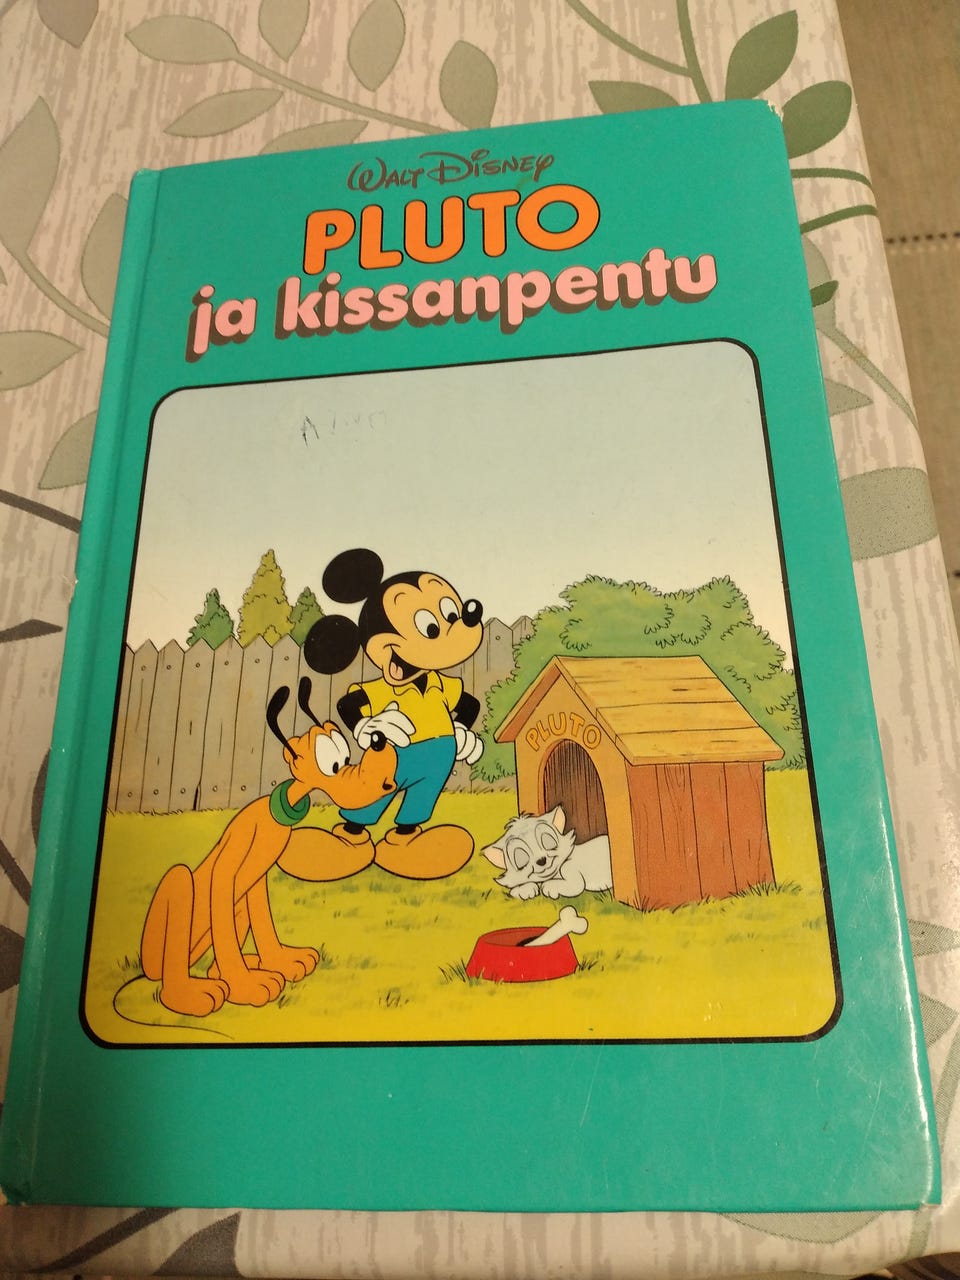 WALT DISNEY
PLUTO
ja kissanpentu
PLUTO